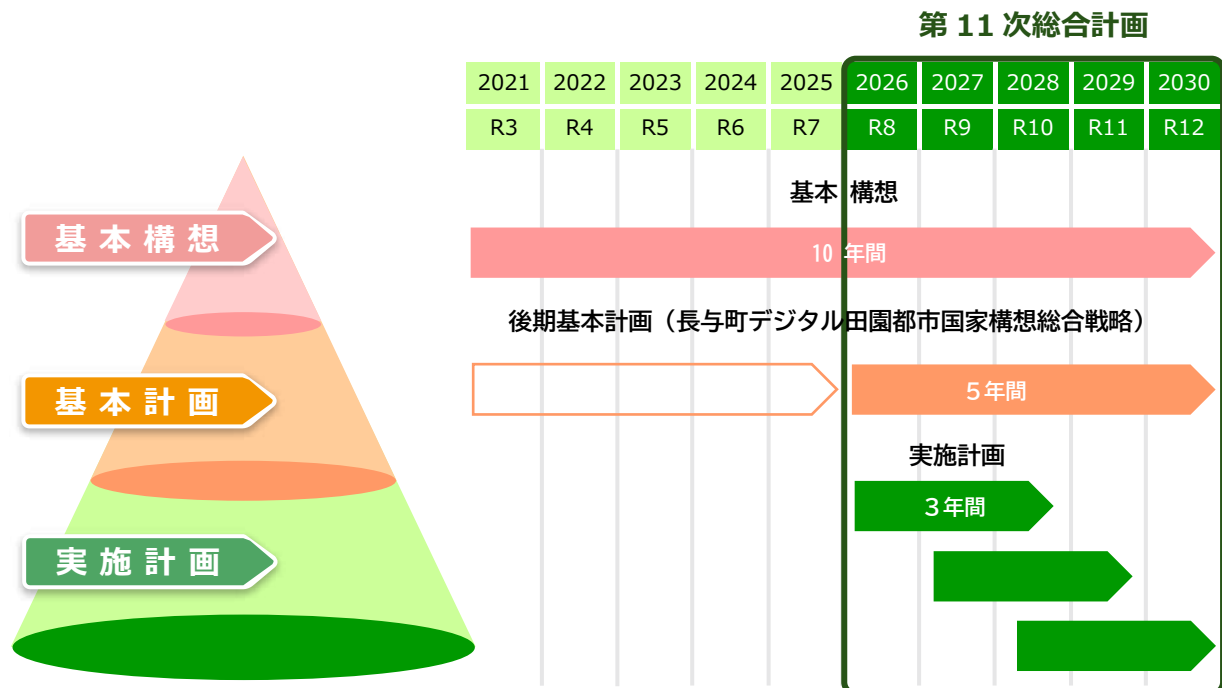 第 11 次総合計画
2021 2022 2023 2024 2025 2026 2027 2028 2029 2030
R3 R4 R5 R6 R7 R8 R9 R10 R11 R12
基本 構想
基本構想
10 年間
後期基本計画（長与町デジタル田園都市国家構想総合戦略）
基本計画
５年間
実施計画
３年間
実施計画